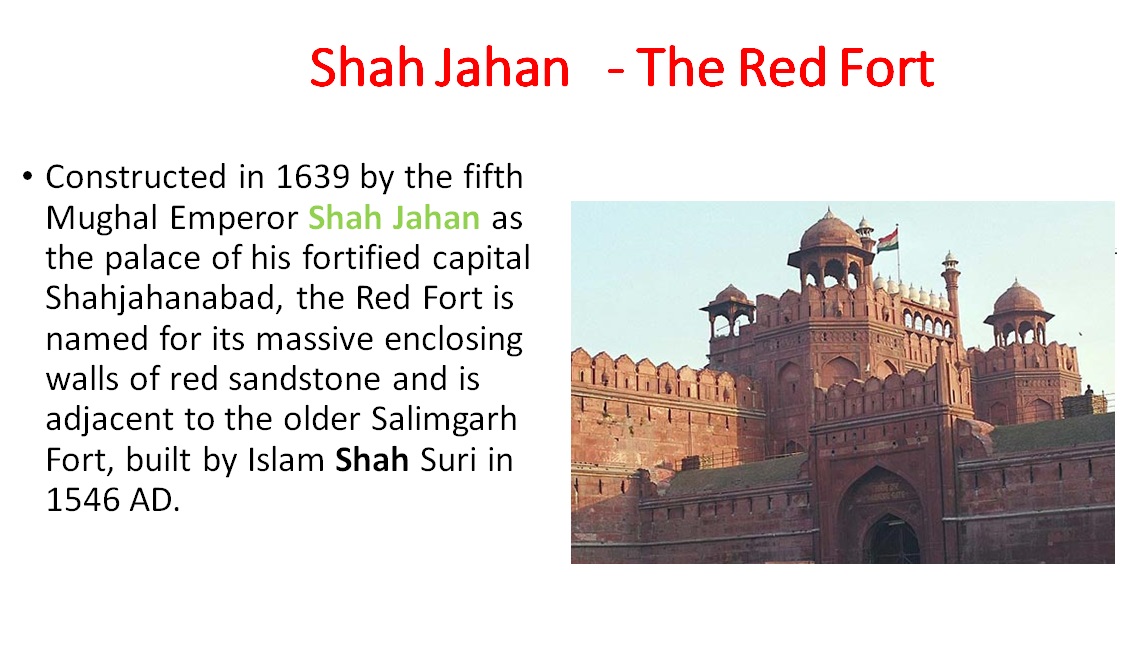 Shah Jahan - The Red Fort
• Constructed in 1639 by the fifth
Mughal Emperor Shah Jahan as
the palace of his fortified capital
Shahjahanabad, the Red Fort is
named for its massive enclosing
walls of red sandstone and is
adjacent to the older Salimgarh
Fort, built by Islam Shah Suri in
1546 AD.